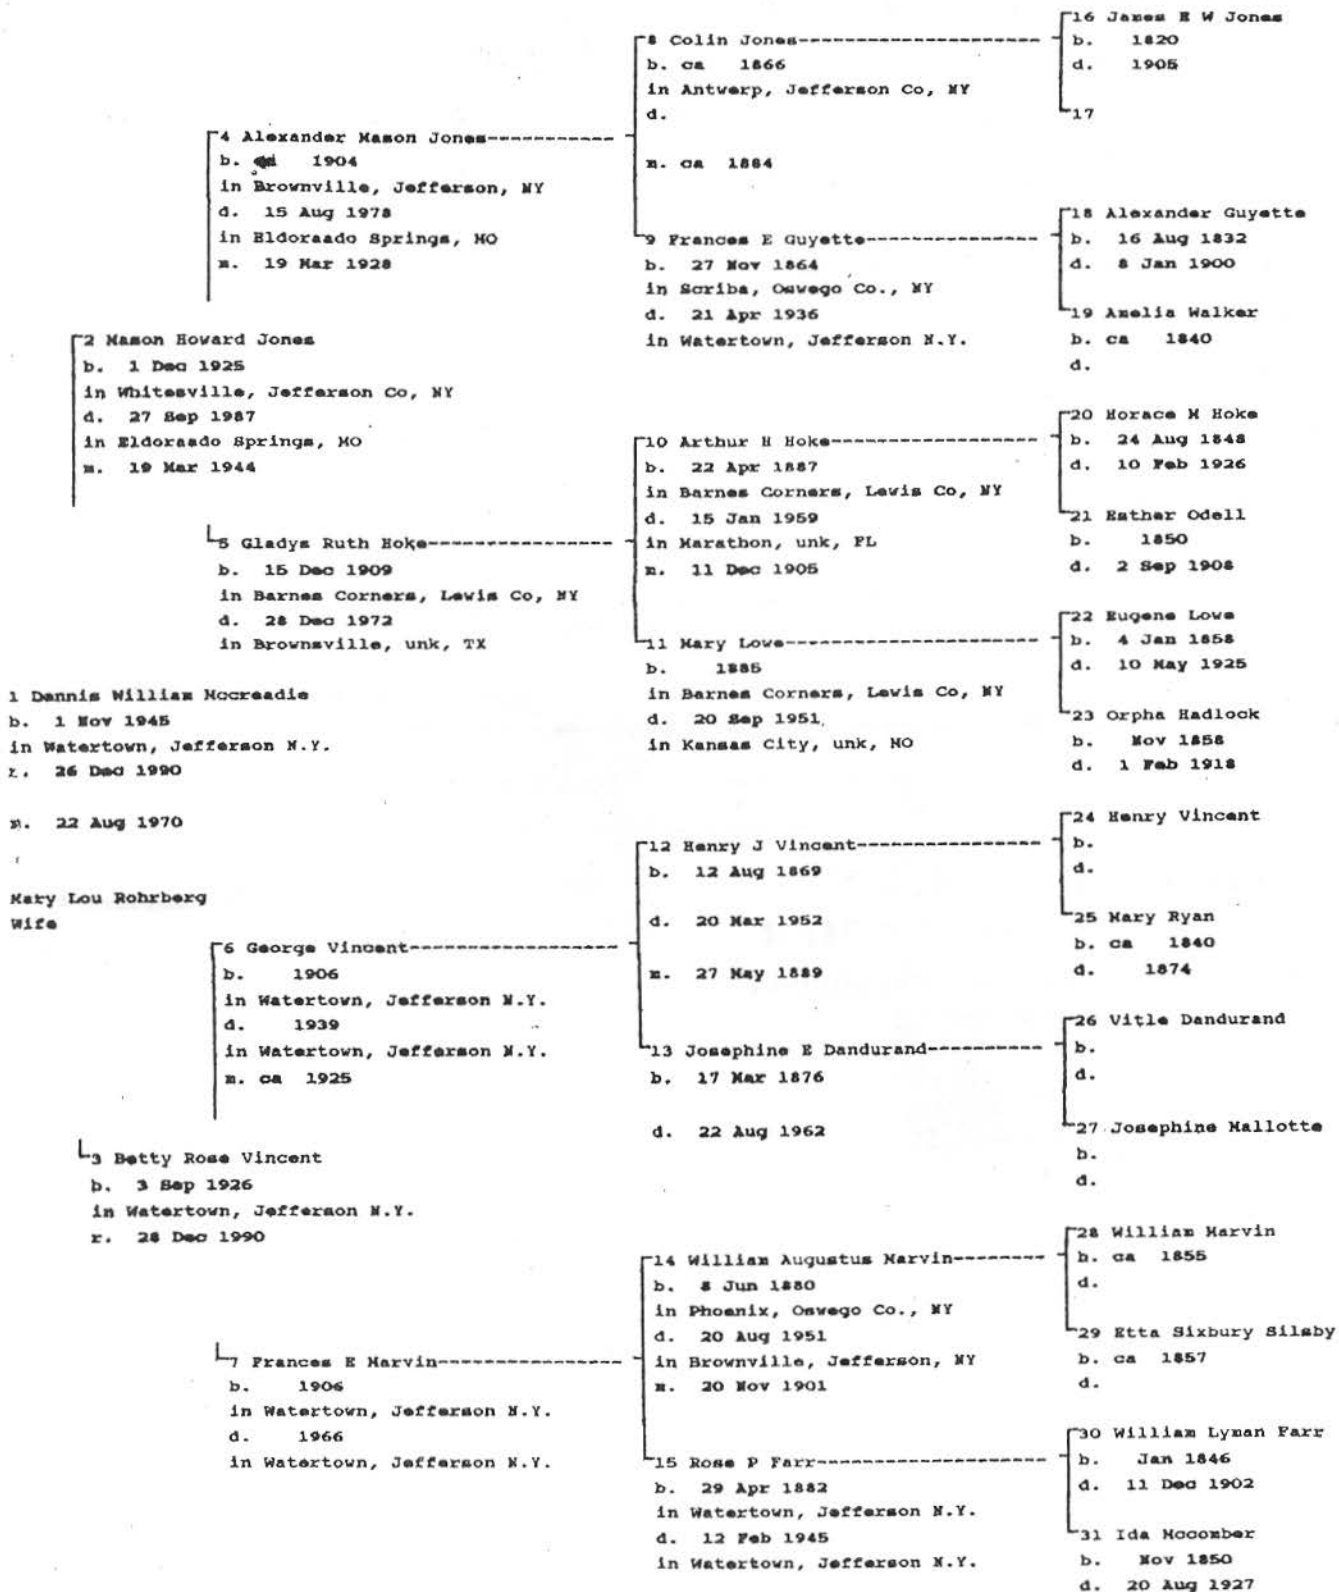 16 James E W Jones
b. 1820
d. 1905
17
8 Colin Jones
b. ca 1866
in Antwerp, Jefferson Co, NY
d.
m. ca 1884
4 Alexander Mason Jones
b. 1904
in Brownville, Jefferson, NY
d. 15 Aug 1978
in Eldoraado Springs, MO
m. 19 Mar 1928
18 Alexander Guyette
b. 16 Aug 1832
d. 8 Jan 1900
9 Frances E Guyette
b. 27 Nov 1864
in Scriba, Oswego Co., NY
d. 21 Apr 1936
in Watertown, Jefferson N.Y.
19 Amelia Walker
b. ca 1840
d.
2 Mason Howard Jones
b. 1 Dec 1925
in Whitesville, Jefferson Co, NY
d. 27 Sep 1987
in Eldoraado Springs, MO
m. 19 Mar 1944
20 Horace M Hoke
b. 24 Aug 1848
d. 10 Feb 1926
10 Arthur H Hoke
b. 22 Apr 1887
in Barnes Corners, Lewis Co, NY
d. 15 Jan 1959
in Marathon, unk, FL
m. 11 Dec 1905
21 Esther Odell
b. 1850
d. 2 Sep 1908
5 Gladys Ruth Hoke
b. 15 Dec 1909
in Barnes Corners, Lewis Co, NY
d. 28 Dec 1972
in Brownsville, unk, TX
22 Eugene Lowe
b. 4 Jan 1858
d. 10 May 1925
11 Mary Lowe
b. 1885
in Barnes Corners, Lewis Co, NY
d. 20 Sep 1951
in Kansas City, unk, MO
23 Orpha Hadlock
b. Nov 1858
d. 1 Feb 1918
1 Dennis William Mccreadie
b. 1 Nov 1945
in Watertown, Jefferson N.Y.
r. 26 Dec 1990
m. 22 Aug 1970
Mary Lou Rohrberg
Wife
24 Henry Vincent
b.
d.
12 Henry J Vincent
b. 12 Aug 1869
d. 20 Mar 1952
m. 27 May 1889
25 Mary Ryan
b. ca 1840
d. 1874
6 George Vincent
b. 1906
in Watertown, Jefferson N.Y.
d. 1939
in Watertown, Jefferson N.Y.
m. ca 1925
26 Vitle Dandurand
b.
d.
13 Josephine E Dandurand
b. 17 Mar 1876
d. 22 Aug 1962
27 Josephine Mallotte
b.
d.
3 Betty Rose Vincent
b. 3 Sep 1926
in Watertown, Jefferson N.Y.
r. 28 Dec 1990
28 William Marvin
b. ca 1855
d.
14 William Augustus Marvin
b. 8 Jun 1880
in Phoenix, Oswego Co., NY
d. 20 Aug 1951
in Brownville, Jefferson, NY
m. 20 Nov 1901
29 Etta Sixbury Silsby
b. ca 1857
d.
7 Frances E Marvin
b. 1906
in Watertown, Jefferson N.Y.
d. 1966
in Watertown, Jefferson N.Y.
30 William Lyman Farr
b. Jan 1846
d. 11 Dec 1902
15 Rose P Farr
b. 29 Apr 1882
in Watertown, Jefferson N.Y.
d. 12 Feb 1945
in Watertown, Jefferson N.Y.
31 Ida Mccomber
b. Nov 1850
d. 20 Aug 1927